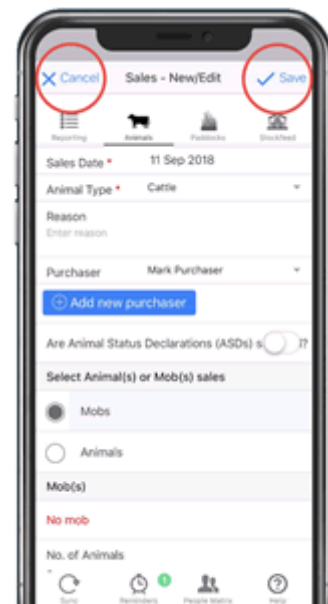 Cancel Sales - New/Edit Save
Reporting Animals Paddocks Stockfeed
Sales Date * 11 Sep 2018
Animal Type * Cattle
Reason
Enter reason
Purchaser Mark Purchaser
Add new purchaser
Are Animal Status Declarations (ASDs) s
Select Animal(s) or Mob(s) sales
Mobs
Animals
Mob(s)
No mob
No. of Animals
Sync Reminders 1 People Matrix Help